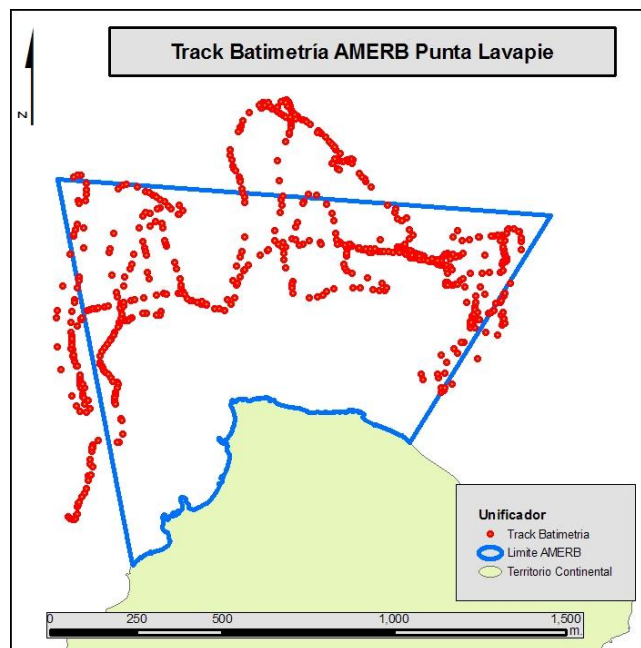 Track Batimetría AMERB Punta Lavapie
N
Unificador
Track Batimetria
Limite AMERB
Territorio Continental
0 250 500 1,000 1,500
m.